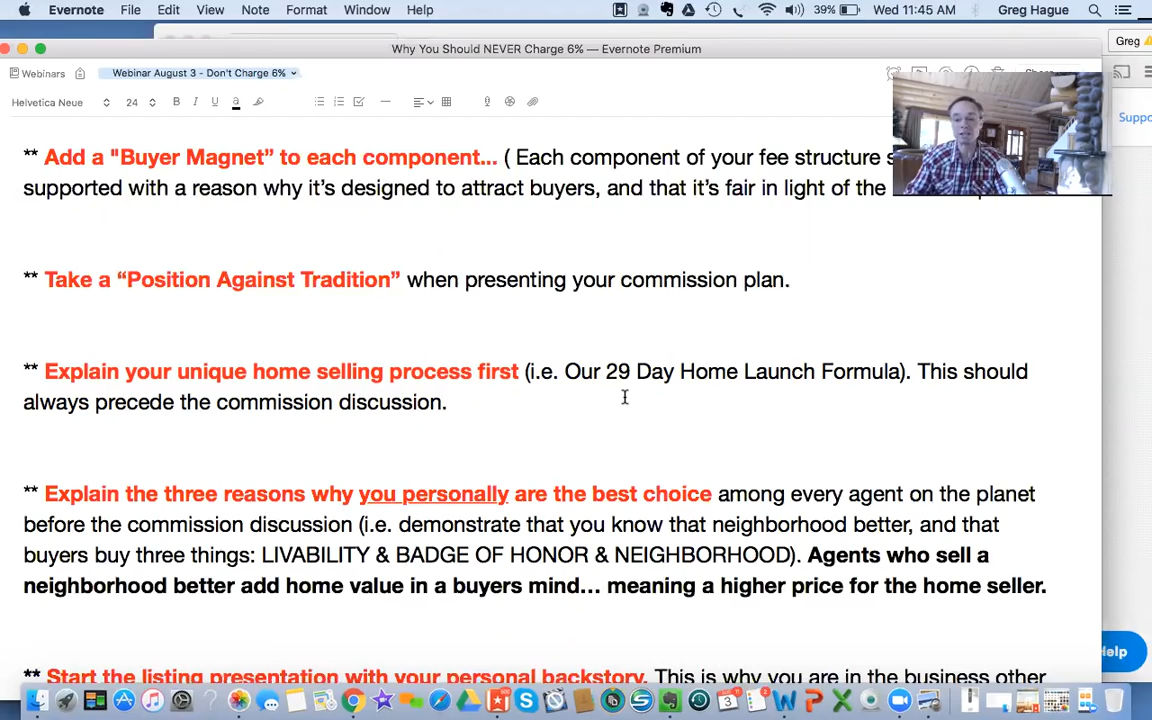 Evernote File Edit View Note Format Window Help 39% Wed 11:45 AM Greg Hague
Why You Should NEVER Charge 6% — Evernote Premium
Greg
Webinars Webinar August 3 - Don't Charge 6%
Share
Helvetica Neue 24 B I U a
Suppo
** Add a "Buyer Magnet” to each component... ( Each component of your fee structure s
supported with a reason why it’s designed to attract buyers, and that it’s fair in light of the
** Take a “Position Against Tradition” when presenting your commission plan.
** Explain your unique home selling process first (i.e. Our 29 Day Home Launch Formula). This should
always precede the commission discussion.
** Explain the three reasons why you personally are the best choice among every agent on the planet
before the commission discussion (i.e. demonstrate that you know that neighborhood better, and that
buyers buy three things: LIVABILITY & BADGE OF HONOR & NEIGHBORHOOD). Agents who sell a
neighborhood better add home value in a buyers mind… meaning a higher price for the home seller.
Help
** Start the listing presentation with your personal backstory. This is why you are in the business other